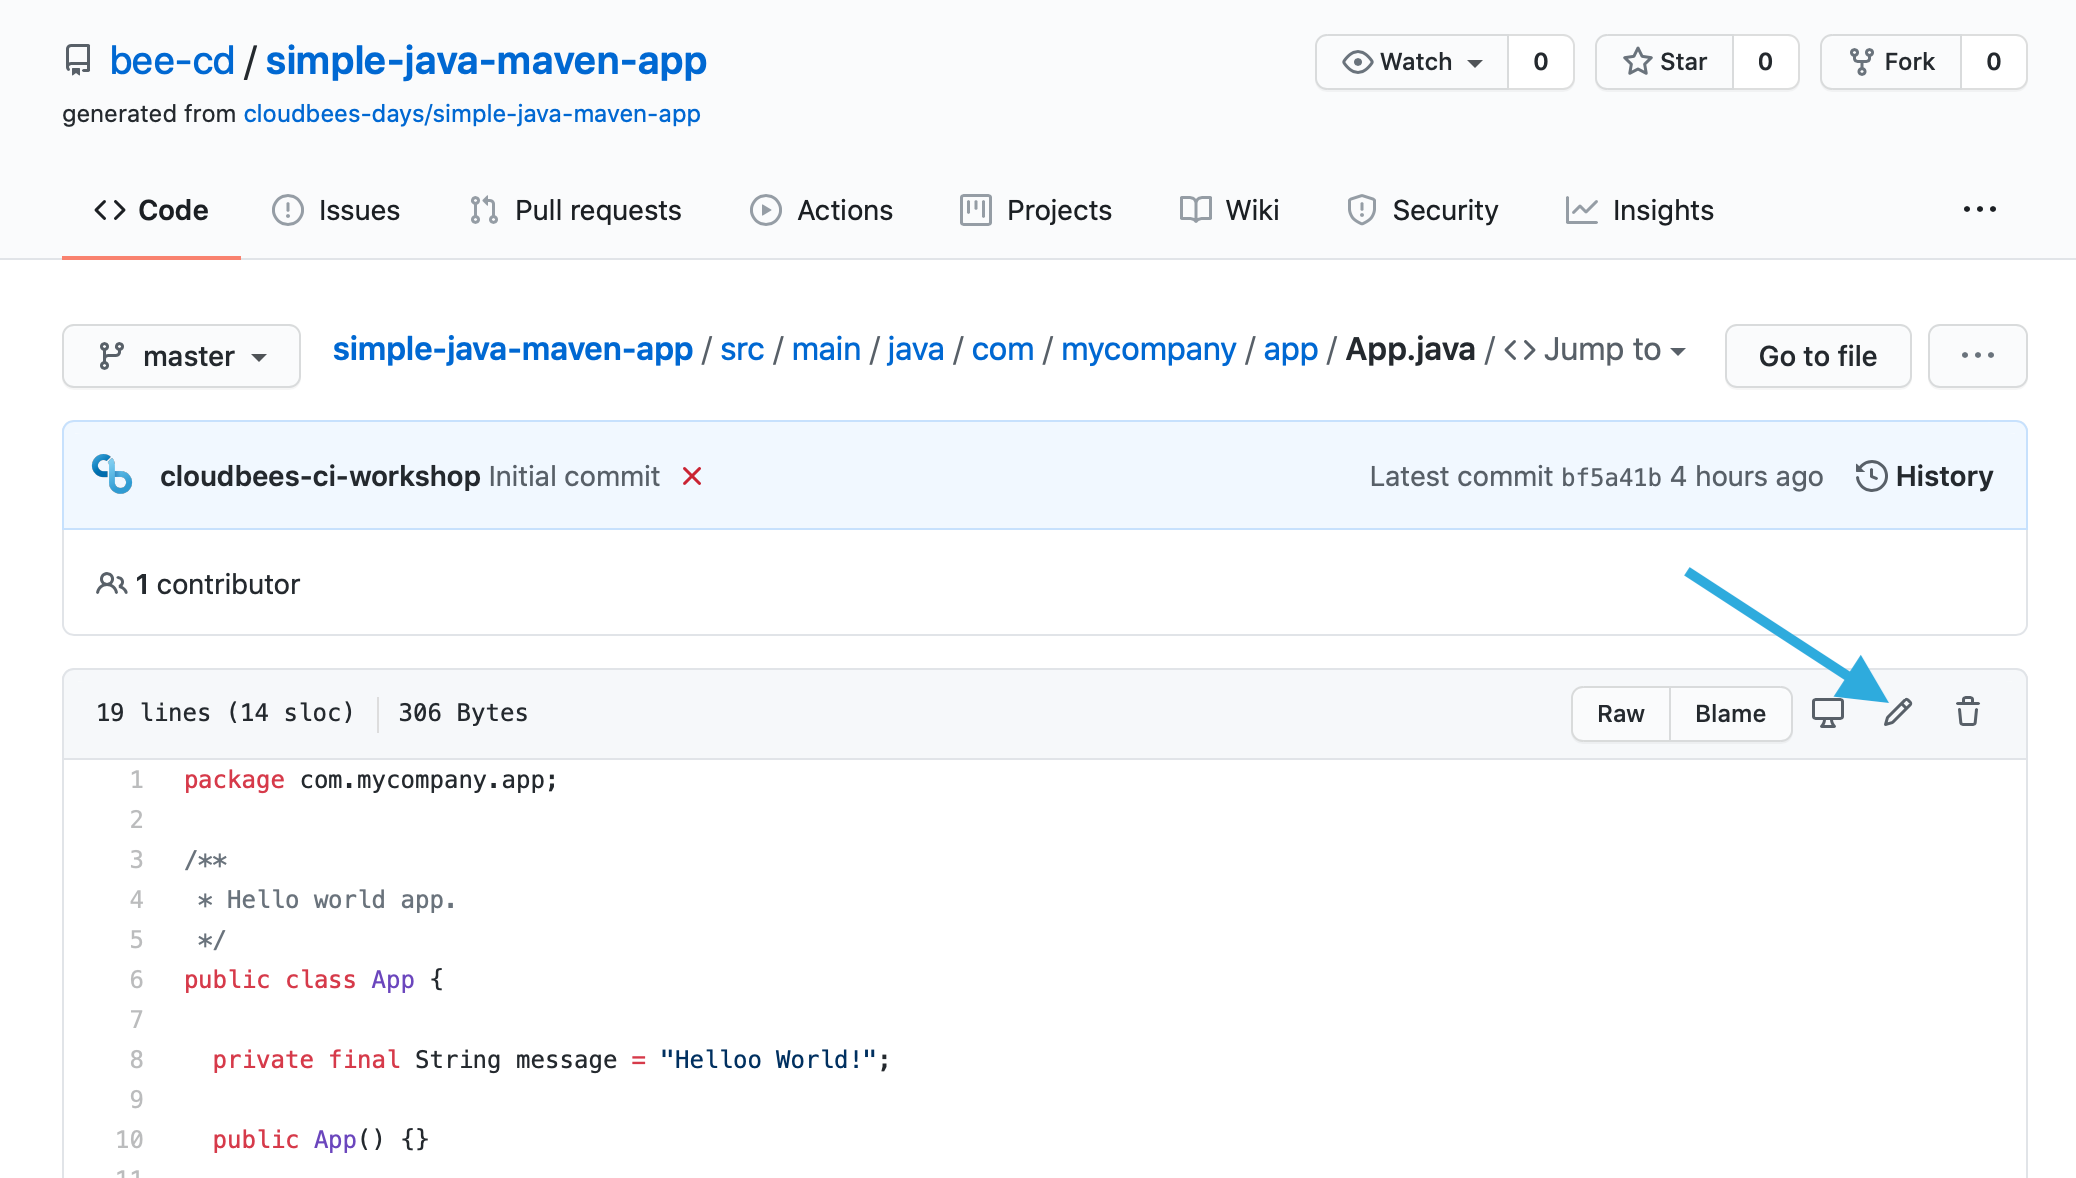 bee-cd / simple-java-maven-app Watch 0 Star 0 Fork 0
generated from cloudbees-days/simple-java-maven-app
<> Code Issues Pull requests Actions Projects Wiki Security Insights ...
master simple-java-maven-app / src / main / java / com / mycompany / app / App.java / <> Jump to Go to file ...
cloudbees-ci-workshop Initial commit Latest commit bf5a41b 4 hours ago History
1 contributor
19 lines (14 sloc) 306 Bytes Raw Blame
1 package com.mycompany.app;
2
3 /**
4 * Hello world app.
5 */
6 public class App {
7
8 private final String message = "Helloo World!";
9
10 public App() {}
11